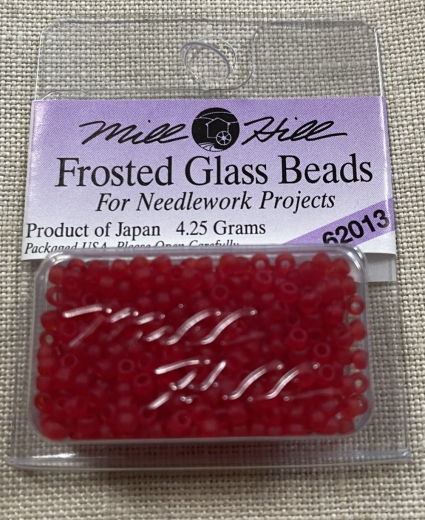 Mill Hill
Frosted Glass Beads
For Needlework Projects
Product of Japan 4.25 Grams
62013
Packaged USA Please Open Carefully
Mill
Hill